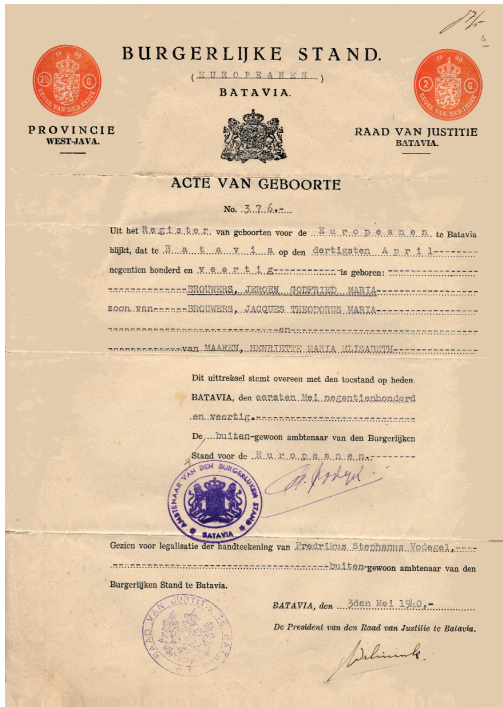 BURGERLIJKE STAND.
(EUROPEANEN)
BATAVIA.
2½ G.
2 G.
PROVINCIE
WEST-JAVA.
RAAD VAN JUSTITIE
BATAVIA.
ACTE VAN GEBOORTE
No. 376.-
Uit het Register van geboorten voor de Europeanen te Batavia
blijkt, dat te Batavia op den dertigsten April
negentien honderd en veertig is geboren:
BROUWERS, JEROEN GODFRIED MARIA
zoon van BROUWERS, JACQUES THEODORUS MARIA
en
van MAAREN, HENRIETTE MARIA ELISABETH
Dit uittreksel stemt overeen met den toestand op heden
BATAVIA, den eersten Mei negentienhonderd
en veertig.
De buiten-gewoon ambtenaar van den Burgerlijken
Stand voor de Europeanen.
AMBTENAAR VAN DEN BURGERLIJKEN STAND
BATAVIA
Gezien voor legalisatie der handteekening van Fredrikus Stephanus Vodegel,
buiten-gewoon ambtenaar van den
Burgerlijken Stand te Batavia.
RAAD VAN JUSTITIE
BATAVIA, den 3den Mei 1940,-
De President van den Raad van Justitie te Batavia.